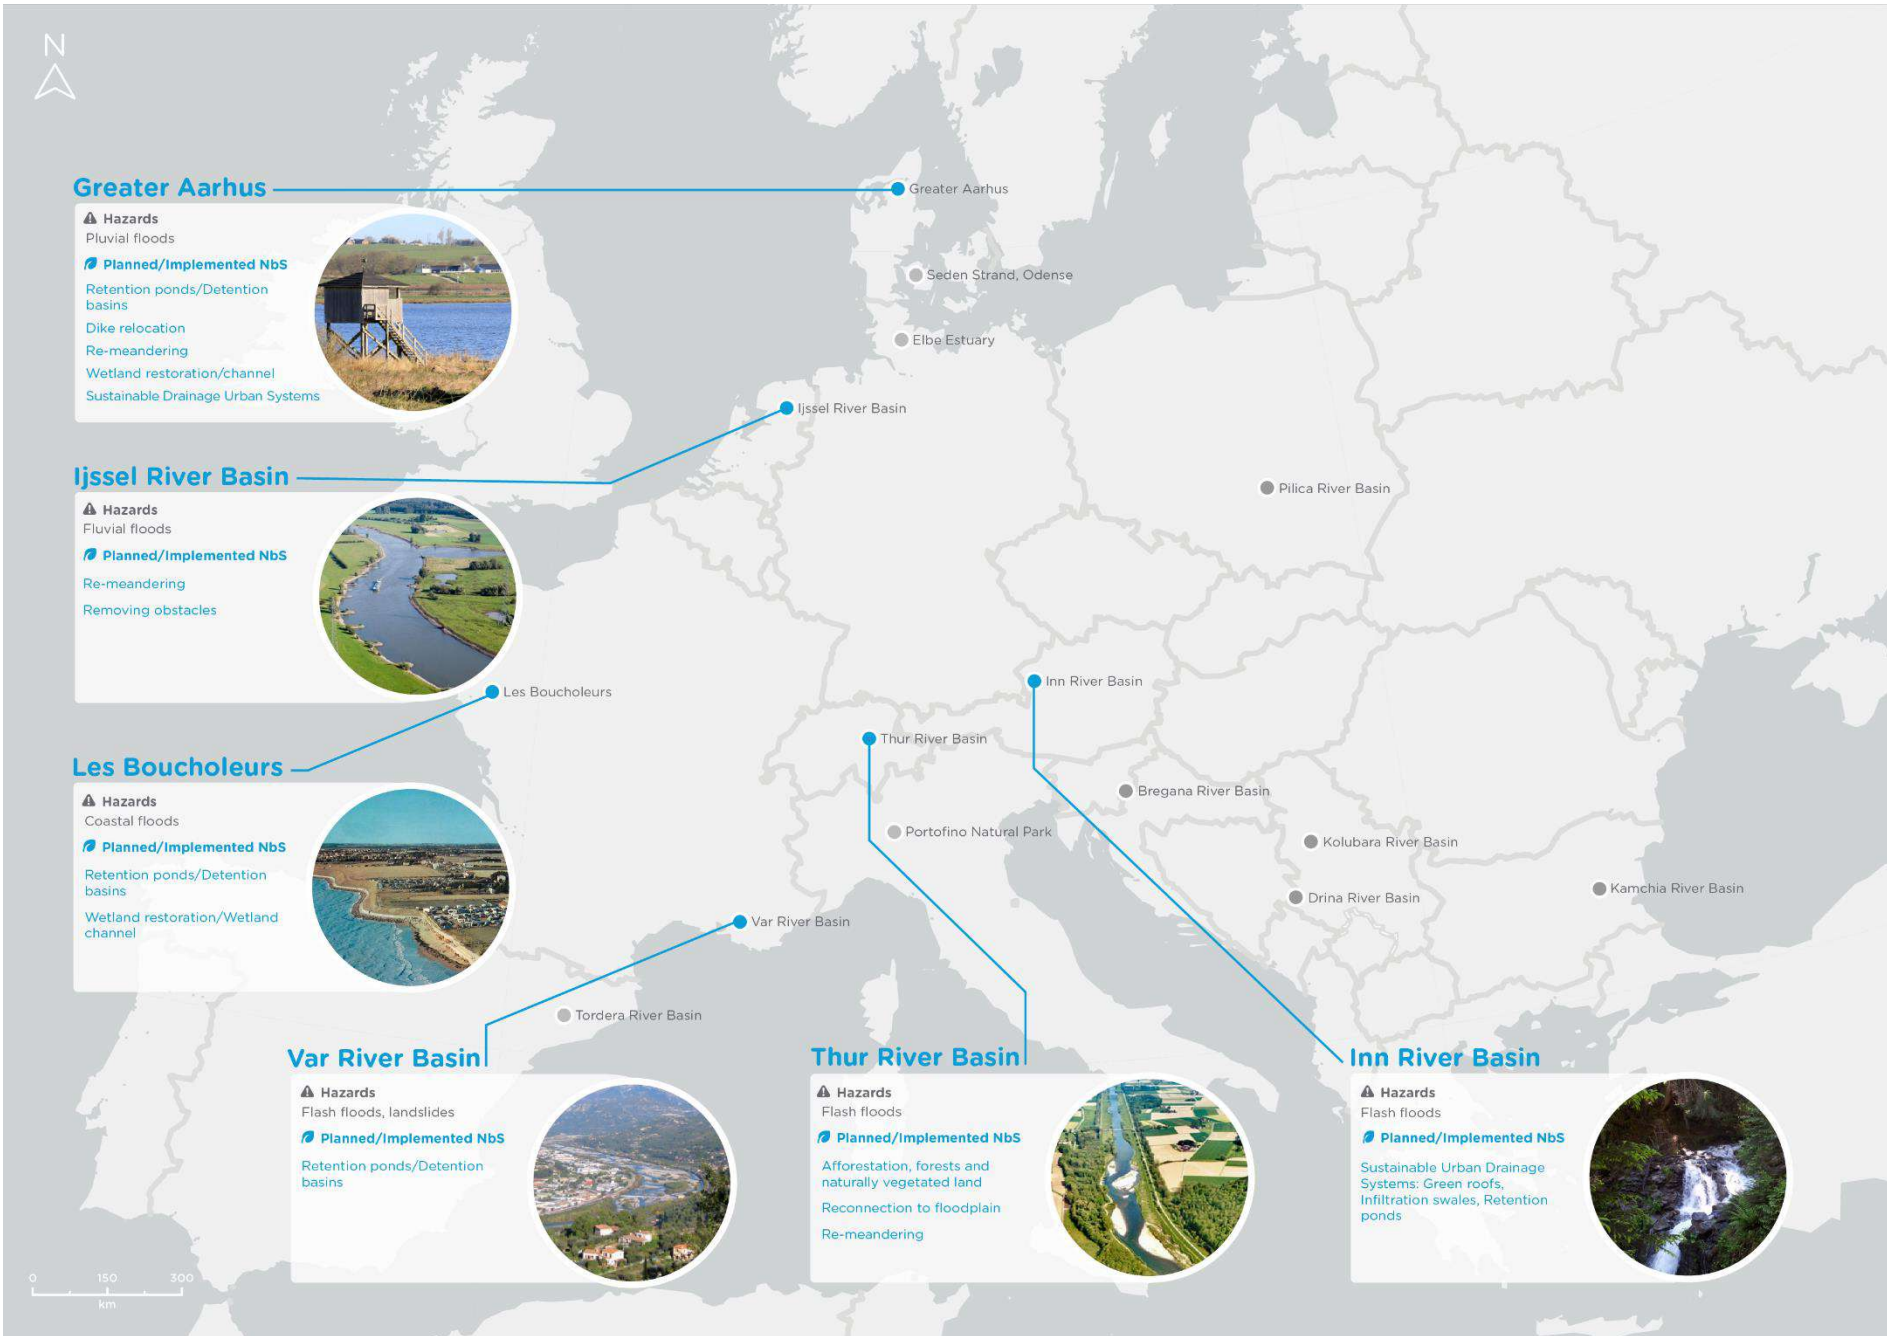 N
Greater Aarhus
Hazards
Pluvial floods
Planned/Implemented NbS
Retention ponds/Detention
basins
Dike relocation
Re-meandering
Wetland restoration/channel
Sustainable Drainage Urban Systems
Greater Aarhus
Seden Strand, Odense
Elbe Estuary
Ijssel River Basin
Ijssel River Basin
Hazards
Fluvial floods
Planned/Implemented NbS
Re-meandering
Removing obstacles
Pilica River Basin
Les Boucholeurs
Inn River Basin
Thur River Basin
Les Boucholeurs
Hazards
Coastal floods
Planned/Implemented NbS
Retention ponds/Detention
basins
Wetland restoration/Wetland
channel
Bregana River Basin
Portofino Natural Park
Kolubara River Basin
Kamchia River Basin
Drina River Basin
Var River Basin
Tordera River Basin
Var River Basin
Hazards
Flash floods, landslides
Planned/Implemented NbS
Retention ponds/Detention
basins
Thur River Basin
Hazards
Flash floods
Planned/Implemented NbS
Afforestation, forests and
naturally vegetated land
Reconnection to floodplain
Re-meandering
Inn River Basin
Hazards
Flash floods
Planned/Implemented NbS
Sustainable Urban Drainage
Systems: Green roofs,
Infiltration swales, Retention
ponds
0 150 300
km